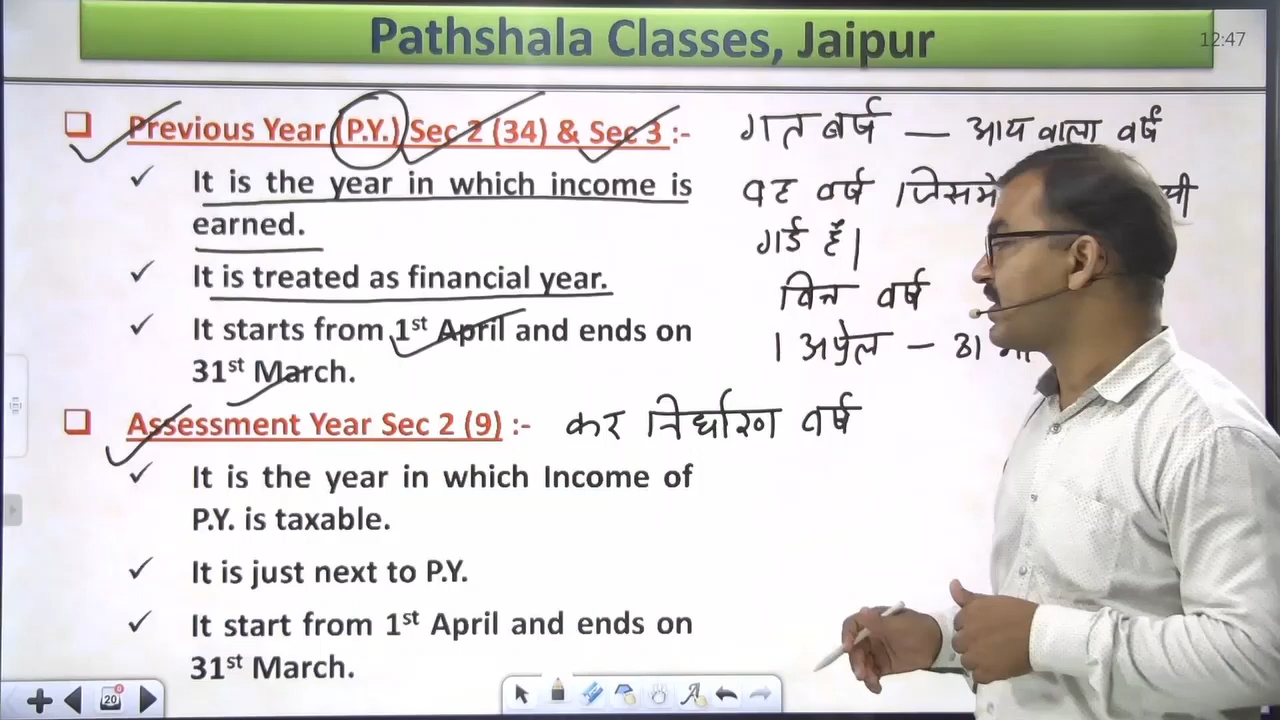 Pathshala Classes, Jaipur
12:47
Previous Year (P.Y.) Sec 2 (34) & Sec 3 :-
गत बर्ष — आय वाला वर्ष
It is the year in which income is
earned.
वह वर्ष जिसमे
गई हैं।
It is treated as financial year.
वित्त वर्ष
It starts from 1st April and ends on
31st March.
1 अप्रेल — 31
Assessment Year Sec 2 (9) :- कर निर्धारण वर्ष
It is the year in which Income of
P.Y. is taxable.
It is just next to P.Y.
It start from 1st April and ends on
31st March.
20